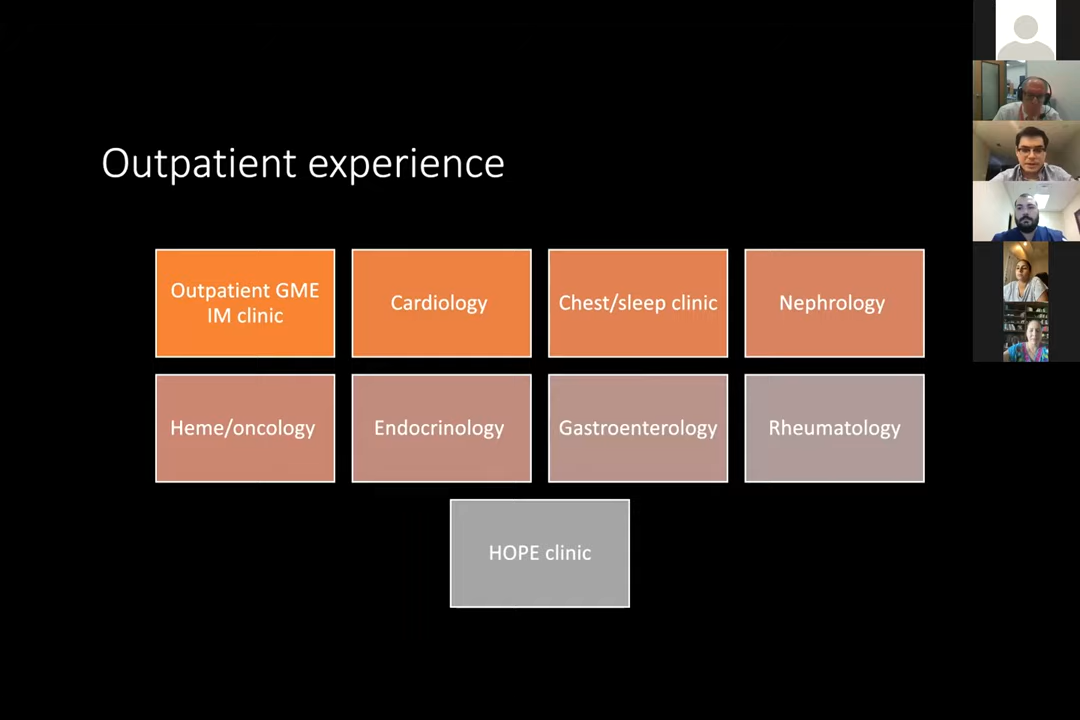 Outpatient experience
Outpatient GME
IM clinic
Cardiology
Chest/sleep clinic
Nephrology
Heme/oncology
Endocrinology
Gastroenterology
Rheumatology
HOPE clinic